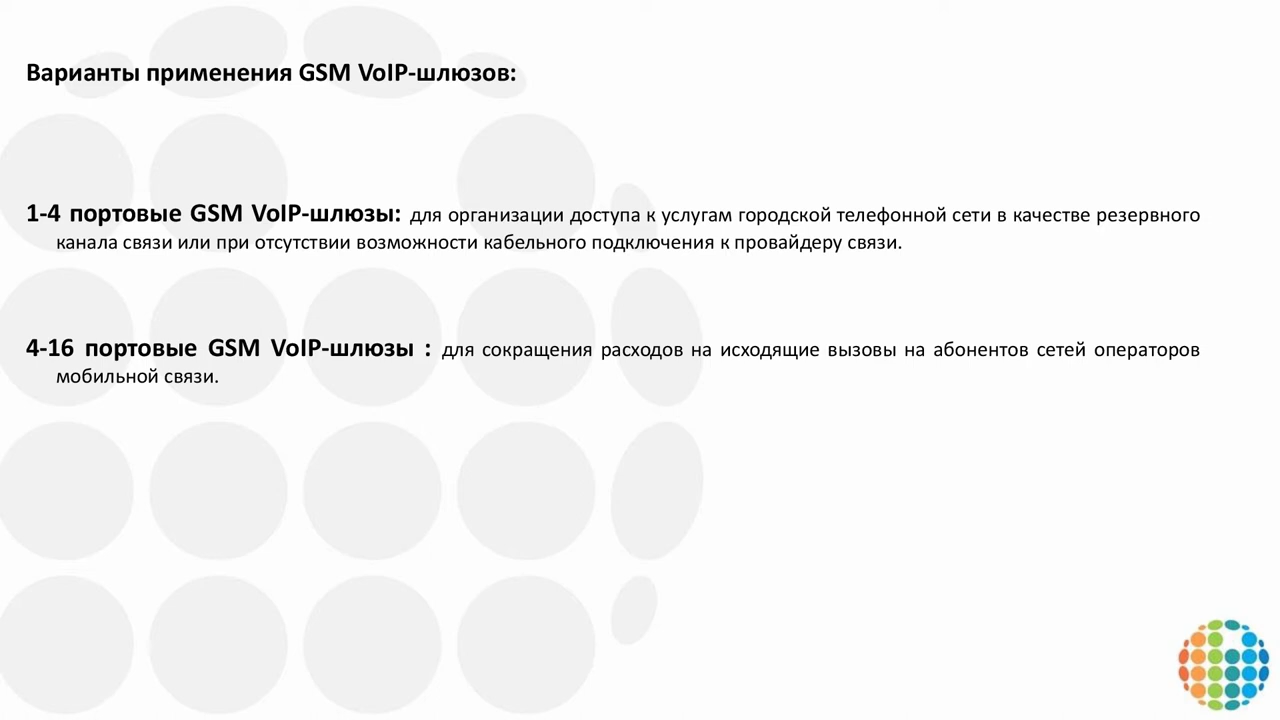 Варианты применения GSM VoIP-шлюзов:
1-4 портовые GSM VoIP-шлюзы: для организации доступа к услугам городской телефонной сети в качестве резервного
канала связи или при отсутствии возможности кабельного подключения к провайдеру связи.
4-16 портовые GSM VoIP-шлюзы : для сокращения расходов на исходящие вызовы на абонентов сетей операторов
мобильной связи.